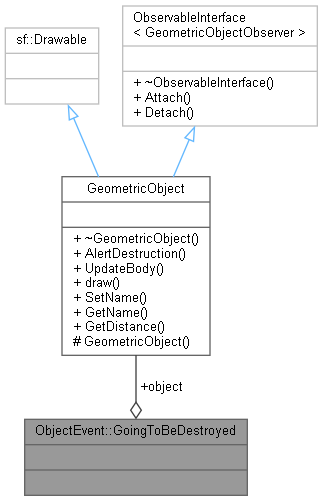 sf::Drawable
ObservableInterface
< GeometricObjectObserver >
+ ~ObservableInterface()
+ Attach()
+ Detach()
GeometricObject
+ ~GeometricObject()
+ AlertDestruction()
+ UpdateBody()
+ draw()
+ SetName()
+ GetName()
+ GetDistance()
# GeometricObject()
+object
ObjectEvent::GoingToBeDestroyed